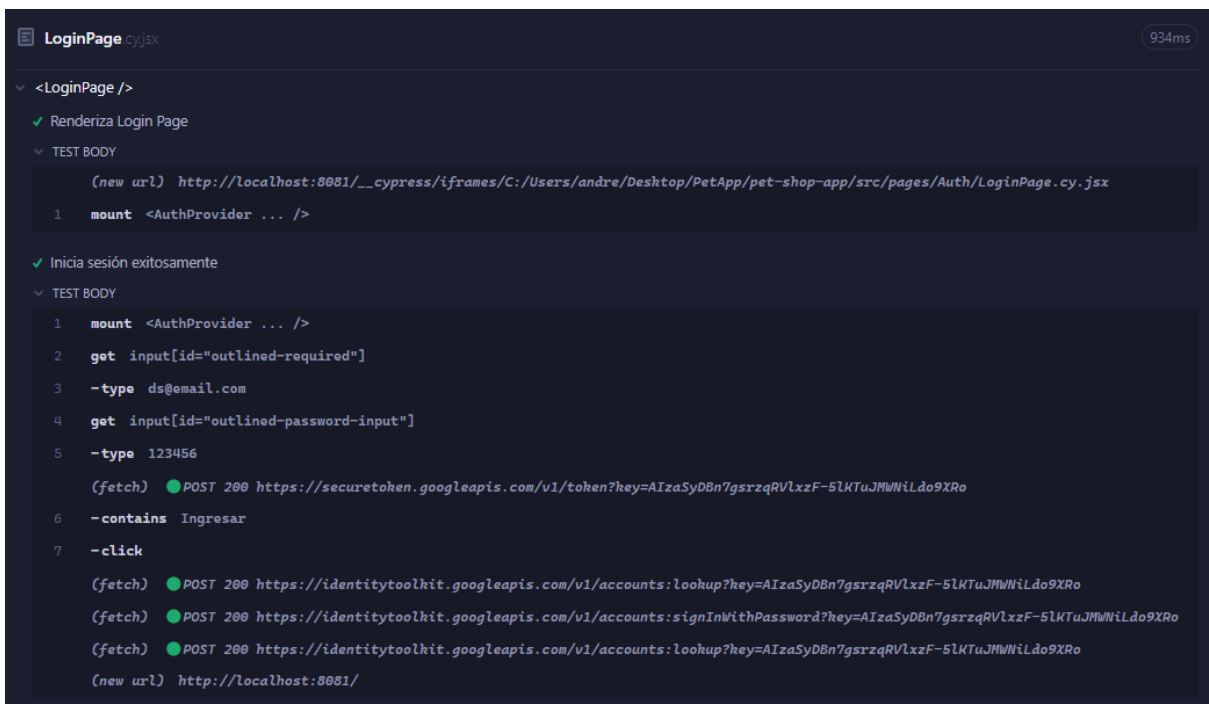 LoginPage.cy.jsx 934ms
<LoginPage />
Renderiza Login Page
TEST BODY
(new url) http://localhost:8081/__cypress/iframes/C:/Users/andre/Desktop/PetApp/pet-shop-app/src/pages/Auth/LoginPage.cy.jsx
1 mount <AuthProvider ... />
Inicia sesión exitosamente
TEST BODY
1 mount <AuthProvider ... />
2 get input[id="outlined-required"]
3 -type ds@email.com
4 get input[id="outlined-password-input"]
5 -type 123456
(fetch) POST 200 https://securetoken.googleapis.com/v1/token?key=AIzaSyDBn7gsrzqRVlxzF-5lKTuJMWNiLdo9XRo
6 -contains Ingresar
7 -click
(fetch) POST 200 https://identitytoolkit.googleapis.com/v1/accounts:lookup?key=AIzaSyDBn7gsrzqRVlxzF-5lKTuJMWNiLdo9XRo
(fetch) POST 200 https://identitytoolkit.googleapis.com/v1/accounts:signInWithPassword?key=AIzaSyDBn7gsrzqRVlxzF-5lKTuJMWNiLdo9XRo
(fetch) POST 200 https://identitytoolkit.googleapis.com/v1/accounts:lookup?key=AIzaSyDBn7gsrzqRVlxzF-5lKTuJMWNiLdo9XRo
(new url) http://localhost:8081/